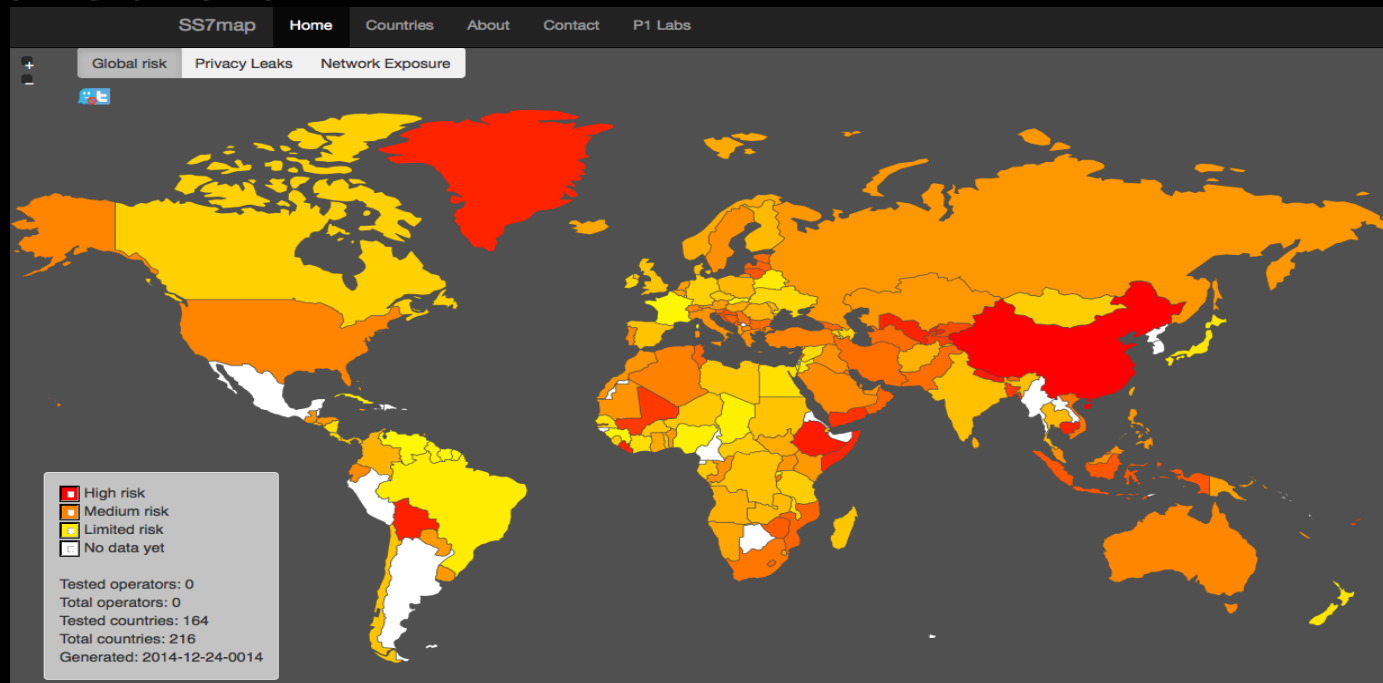 SS7map Home Countries About Contact P1 Labs
+
−
Global risk Privacy Leaks Network Exposure
High risk
Medium risk
Limited risk
No data yet
Tested operators: 0
Total operators: 0
Tested countries: 164
Total countries: 216
Generated: 2014-12-24-0014